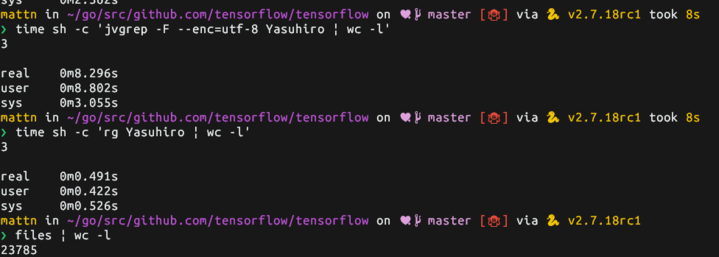 sys     0m2.562s
mattn in ~/go/src/github.com/tensorflow/tensorflow on master [] via v2.7.18rc1 took 8s
❯ time sh -c 'jvgrep -F --enc=utf-8 Yasuhiro ¦ wc -l'
3
real    0m8.296s
user    0m8.802s
sys     0m3.055s
mattn in ~/go/src/github.com/tensorflow/tensorflow on master [] via v2.7.18rc1 took 8s
❯ time sh -c 'rg Yasuhiro ¦ wc -l'
3
real    0m0.491s
user    0m0.422s
sys     0m0.526s
mattn in ~/go/src/github.com/tensorflow/tensorflow on master [] via v2.7.18rc1
❯ files ¦ wc -l
23785